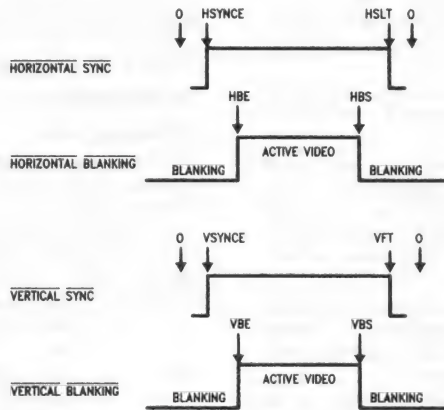 0 HSYNCE HSLT 0
HORIZONTAL SYNC
HBE HBS
HORIZONTAL BLANKING
BLANKING ACTIVE VIDEO BLANKING
0 VSYNCE VFT 0
VERTICAL SYNC
VBE VBS
VERTICAL BLANKING
BLANKING ACTIVE VIDEO BLANKING